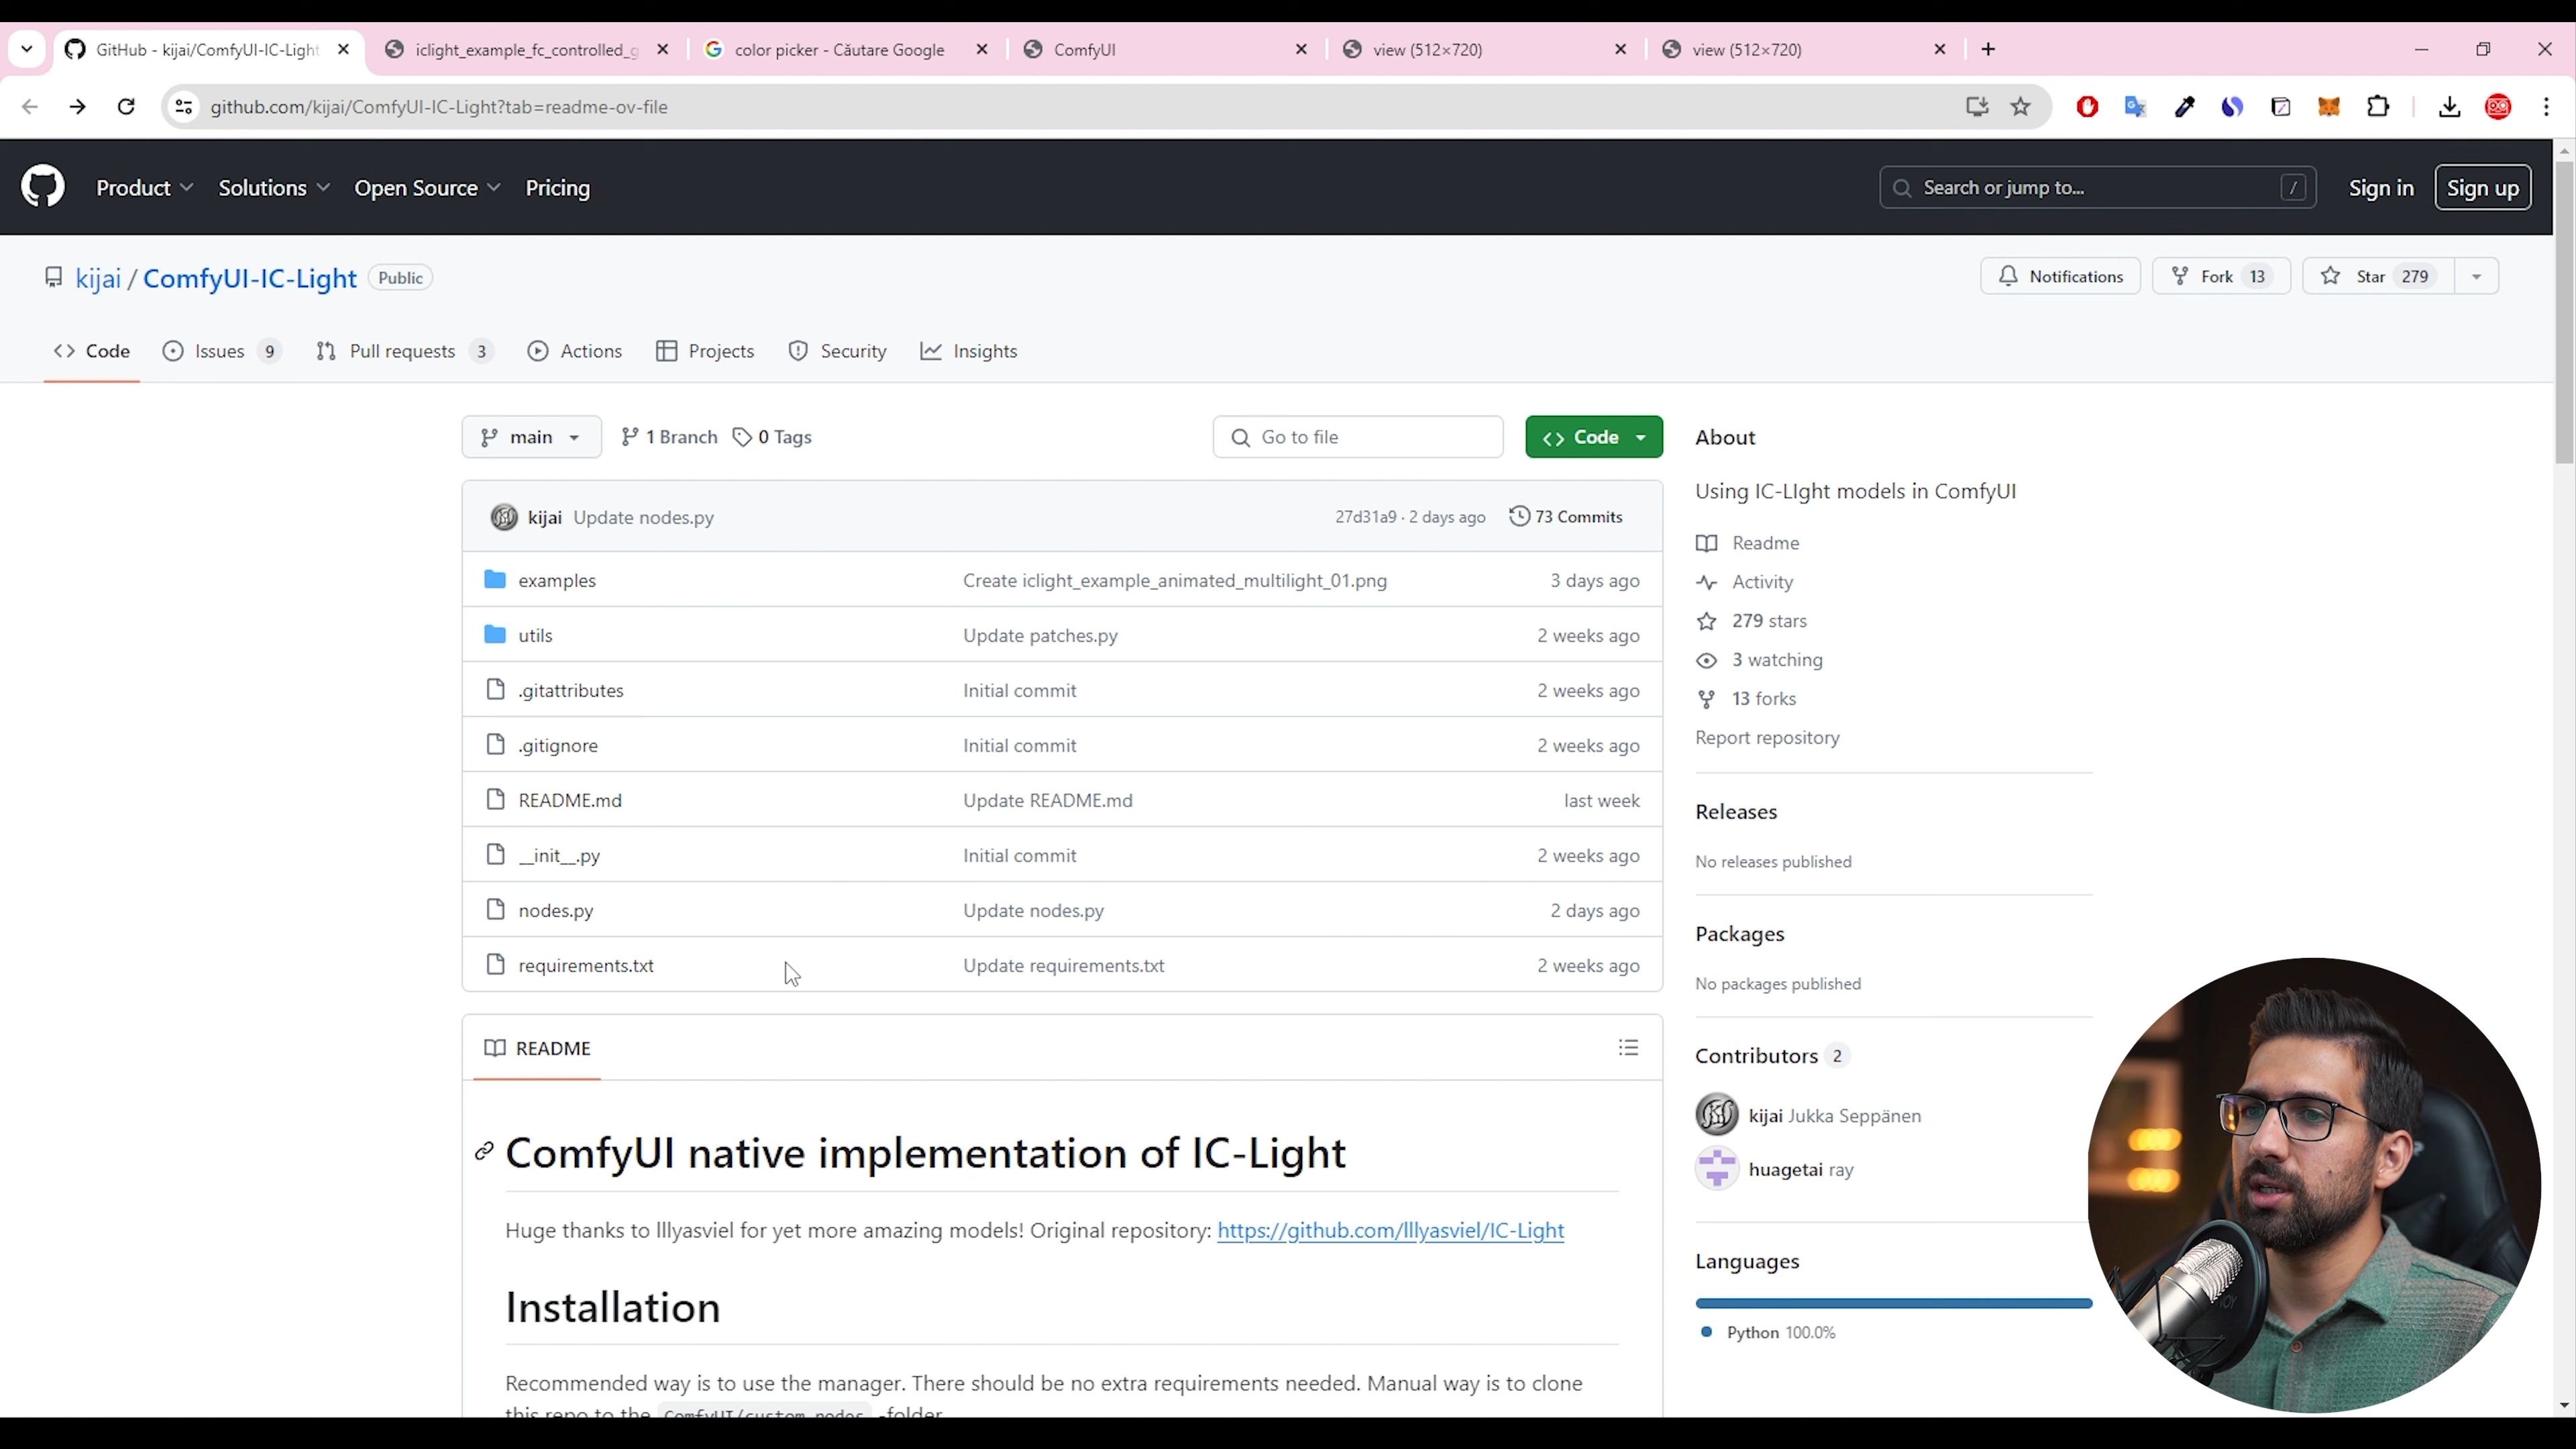 GitHub - kijai/ComfyUI-IC-Light
iclight_example_fc_controlled_g
color picker - Căutare Google
ComfyUI
view (512×720)
view (512×720)
github.com/kijai/ComfyUI-IC-Light?tab=readme-ov-file
Product
Solutions
Open Source
Pricing
Search or jump to...
/
Sign in
Sign up
kijai / ComfyUI-IC-Light
Public
Notifications
Fork 13
Star 279
Code
Issues 9
Pull requests 3
Actions
Projects
Security
Insights
main
1 Branch
0 Tags
Go to file
Code
kijai Update nodes.py 27d31a9 · 2 days ago 73 Commits
examples Create iclight_example_animated_multilight_01.png 3 days ago
utils Update patches.py 2 weeks ago
.gitattributes Initial commit 2 weeks ago
.gitignore Initial commit 2 weeks ago
README.md Update README.md last week
__init__.py Initial commit 2 weeks ago
nodes.py Update nodes.py 2 days ago
requirements.txt Update requirements.txt 2 weeks ago
README
ComfyUI native implementation of IC-Light
Huge thanks to lllyasviel for yet more amazing models! Original repository: https://github.com/lllyasviel/IC-Light
Installation
Recommended way is to use the manager. There should be no extra requirements needed. Manual way is to clone
this repo to the ComfyUI/custom_nodes -folder
About
Using IC-LIght models in ComfyUI
Readme
Activity
279 stars
3 watching
13 forks
Report repository
Releases
No releases published
Packages
No packages published
Contributors 2
kijai Jukka Seppänen
huagetai ray
Languages
Python 100.0%